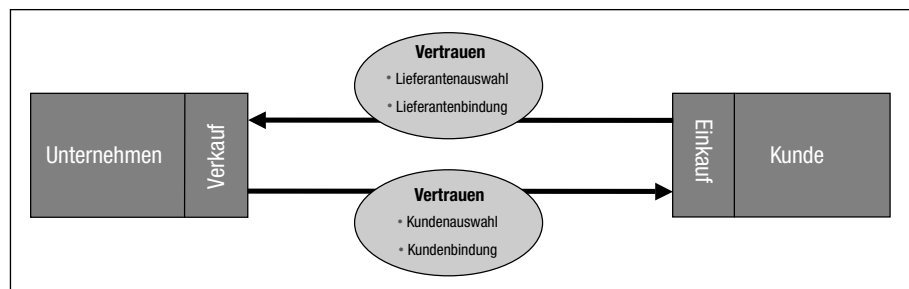 Vertrauen
• Lieferantenauswahl
• Lieferantenbindung
Unternehmen
Verkauf
Einkauf
Kunde
Vertrauen
• Kundenauswahl
• Kundenbindung